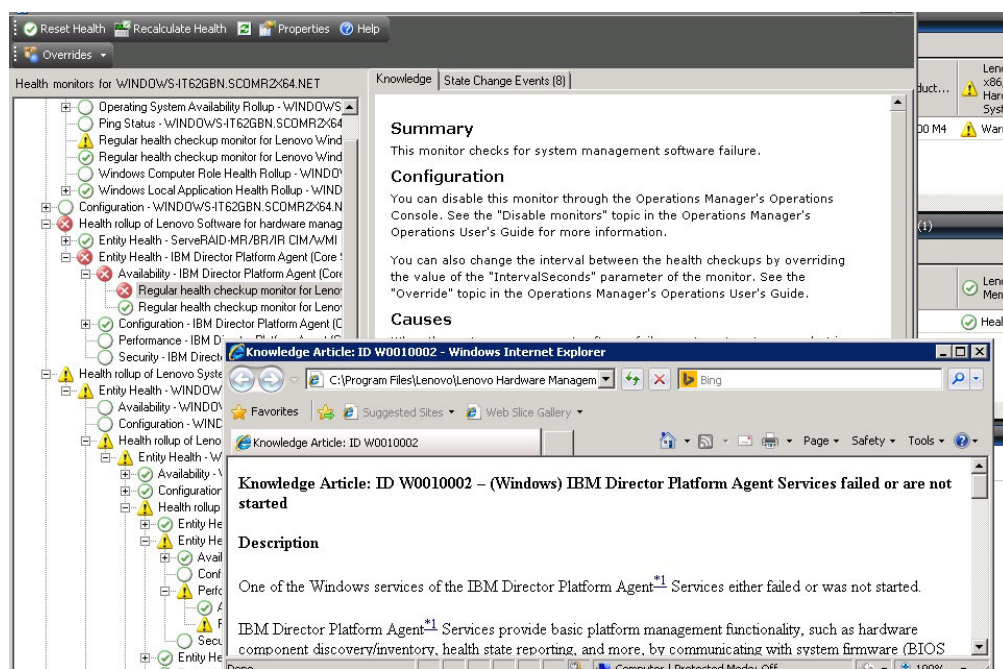 Reset Health Recalculate Health Properties Help
Overrides
Health monitors for WINDOWS-IT62GBN.SCOMR2X64.NET
Operating System Availability Rollup - WINDOWS
Ping Status - WINDOWS-IT62GBN.SCOMR2X64
Regular health checkup monitor for Lenovo Wind
Regular health checkup monitor for Lenovo Wind
Windows Computer Role Health Rollup - WINDO
Windows Local Application Health Rollup - WIND
Configuration - WINDOWS-IT62GBN.SCOMR2X64.N
Health rollup of Lenovo Software for hardware manag
Entity Health - ServeRAID-MR/BR/IR CIM/WMI
Entity Health - IBM Director Platform Agent (Core
Availability - IBM Director Platform Agent (Core
Regular health checkup monitor for Leno
Regular health checkup monitor for Leno
Configuration - IBM Director Platform Agent (C
Performance - IBM D
Security - IBM Direct
Health rollup of Lenovo Syste
Entity Health - WINDOW
Availability - WINDO
Configuration - WIND
Health rollup of Leno
Entity Health - W
Availability -
Configuration
Health rollup
Entity He
Entity He
Avail
Conf
Perfo
Secu
Entity He
Knowledge State Change Events (8)
Summary
This monitor checks for system management software failure.
Configuration
You can disable this monitor through the Operations Manager's Operations
Console. See the "Disable monitors" topic in the Operations Manager's
Operations User's Guide for more information.
You can also change the interval between the health checkups by overriding
the value of the "IntervalSeconds" parameter of the monitor. See the
"Override" topic in the Operations Manager's Operations User's Guide.
Causes
duct...
Leno
x86,
Hard
Syst
00 M4 Warn
(1)
Leno
Mem
Heal
Knowledge Article: ID W0010002 - Windows Internet Explorer
C:\Program Files\Lenovo\Lenovo Hardware Managem Bing
Favorites Suggested Sites Web Slice Gallery
Knowledge Article: ID W0010002 Page Safety Tools
Knowledge Article: ID W0010002 – (Windows) IBM Director Platform Agent Services failed or are not
started
Description
One of the Windows services of the IBM Director Platform Agent*1 Services either failed or was not started.
IBM Director Platform Agent*1 Services provide basic platform management functionality, such as hardware
component discovery/inventory, health state reporting, and more, by communicating with system firmware (BIOS
Done Computer | Protected Mode: Off 100%